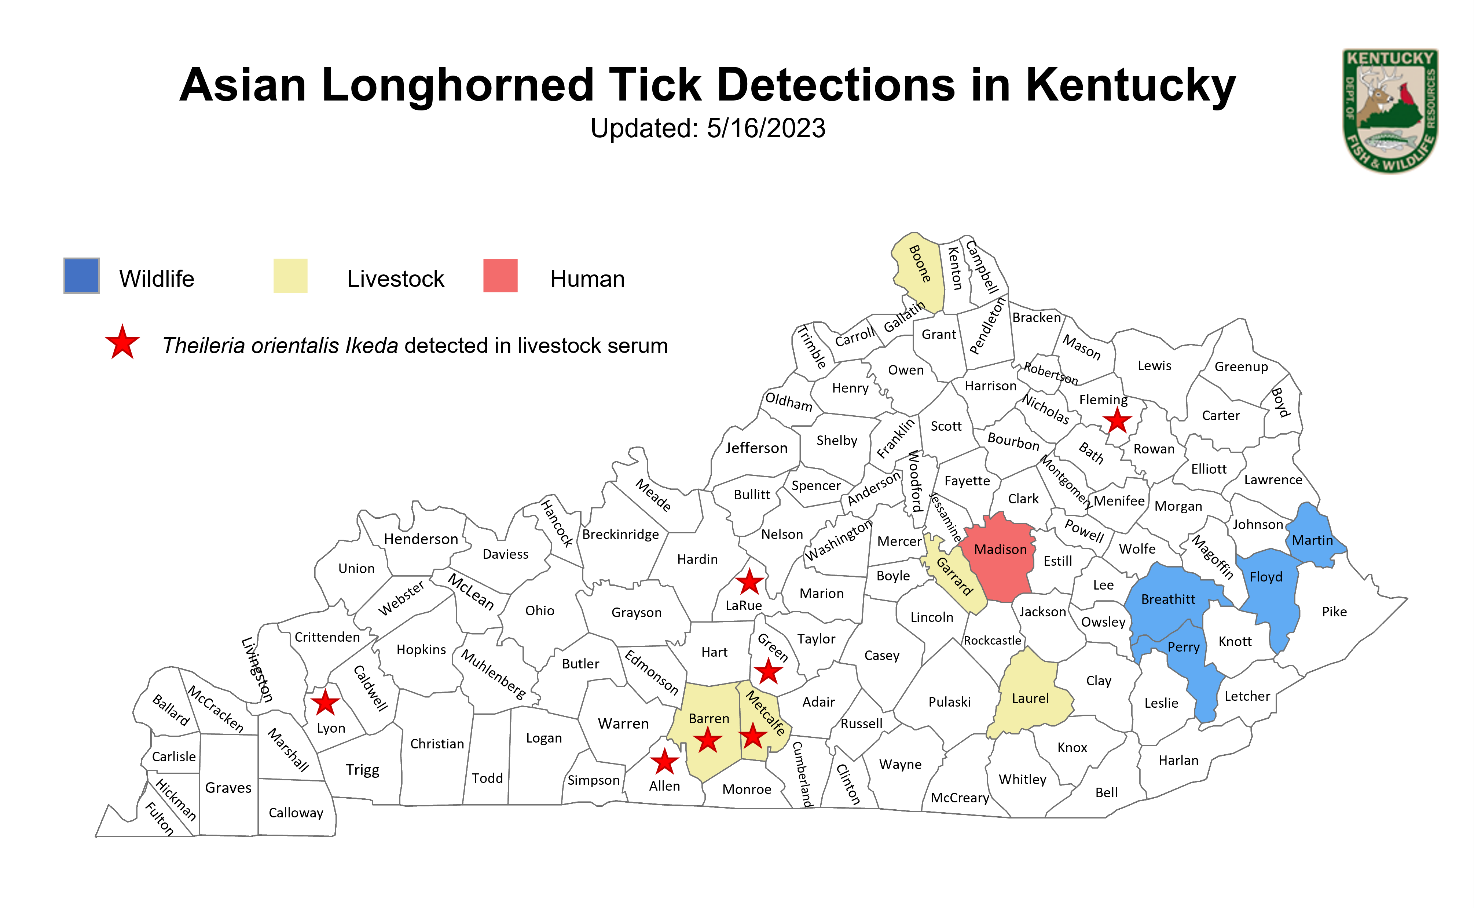 Asian Longhorned Tick Detections in Kentucky
Updated: 5/16/2023
KENTUCKY
DEPT. OF
FISH & WILDLIFE
RESOURCES
Wildlife
Livestock
Human
Theileria orientalis Ikeda detected in livestock serum
Boone
Kenton
Campbell
Gallatin
Carroll
Trimble
Grant
Pendleton
Bracken
Mason
Robertson
Lewis
Greenup
Boyd
Carter
Fleming
Owen
Henry
Oldham
Harrison
Nicholas
Scott
Franklin
Shelby
Jefferson
Bourbon
Bath
Rowan
Elliott
Lawrence
Montgomery
Menifee
Morgan
Fayette
Clark
Woodford
Jessamine
Anderson
Spencer
Bullitt
Meade
Hancock
Breckinridge
Hardin
Nelson
Washington
Mercer
Boyle
Garrard
Madison
Estill
Powell
Wolfe
Magoffin
Johnson
Martin
Floyd
Pike
Breathitt
Lee
Owsley
Jackson
Rockcastle
Lincoln
Marion
LaRue
Henderson
Daviess
Union
Webster
McLean
Ohio
Grayson
Crittenden
Livingston
Hopkins
Muhlenberg
Butler
Edmonson
Hart
Green
Taylor
Casey
Pulaski
Laurel
Clay
Perry
Knott
Leslie
Letcher
Harlan
Knox
Bell
Whitley
McCreary
Wayne
Russell
Adair
Clinton
Cumberland
Metcalfe
Barren
Monroe
Allen
Warren
Simpson
Logan
Todd
Christian
Trigg
Caldwell
Lyon
Marshall
Calloway
Graves
McCracken
Ballard
Carlisle
Hickman
Fulton